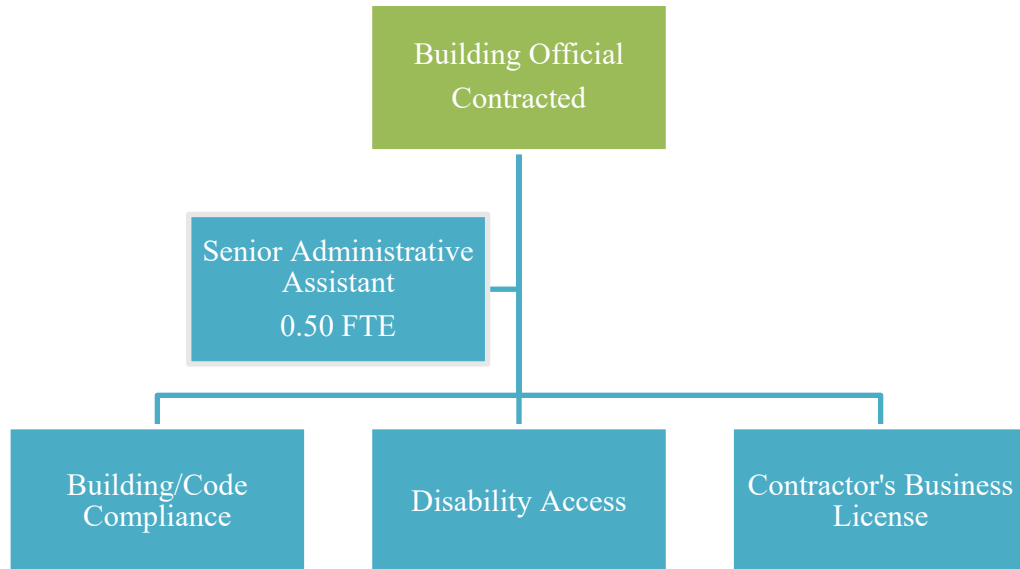 Building Official
Contracted
Senior Administrative
Assistant
0.50 FTE
Building/Code
Compliance
Disability Access
Contractor's Business
License